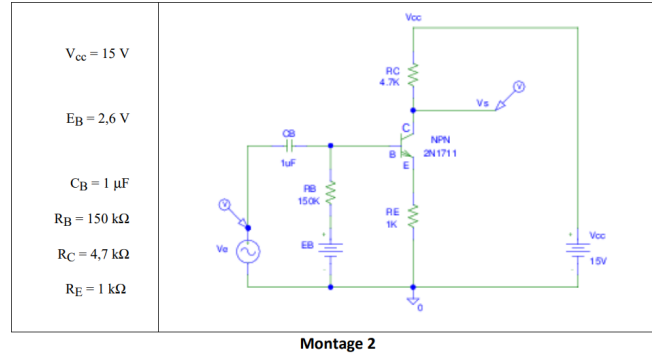 Vcc = 15 V
EB = 2,6 V
CB = 1 µF
RB = 150 kΩ
RC = 4,7 kΩ
RE = 1 kΩ
Vcc
RC
4.7K
Vs
V
C
NPN
2N1711
B
E
CB
1uF
RB
150K
RE
1K
V
Ve
EB
Vcc
15V
0
Montage 2